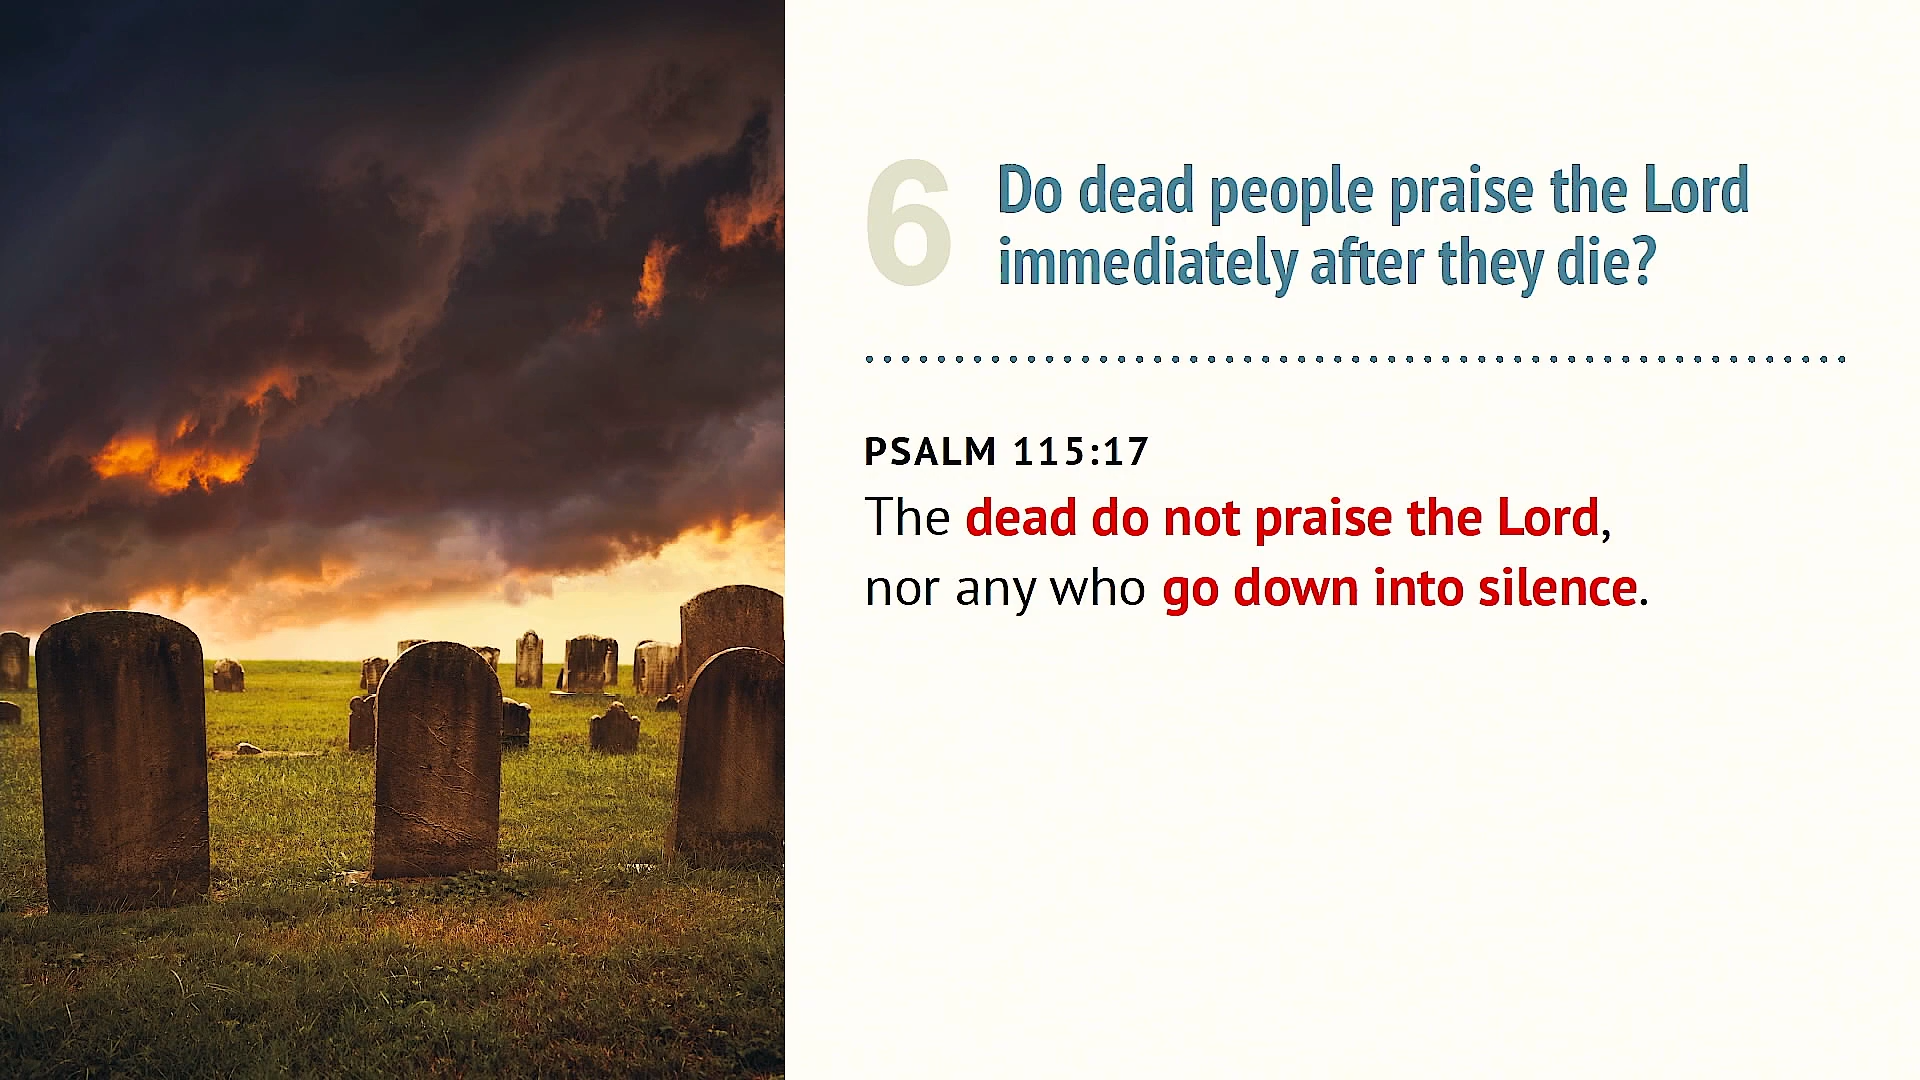 6
Do dead people praise the Lord
immediately after they die?
PSALM 115:17
The dead do not praise the Lord,
nor any who go down into silence.